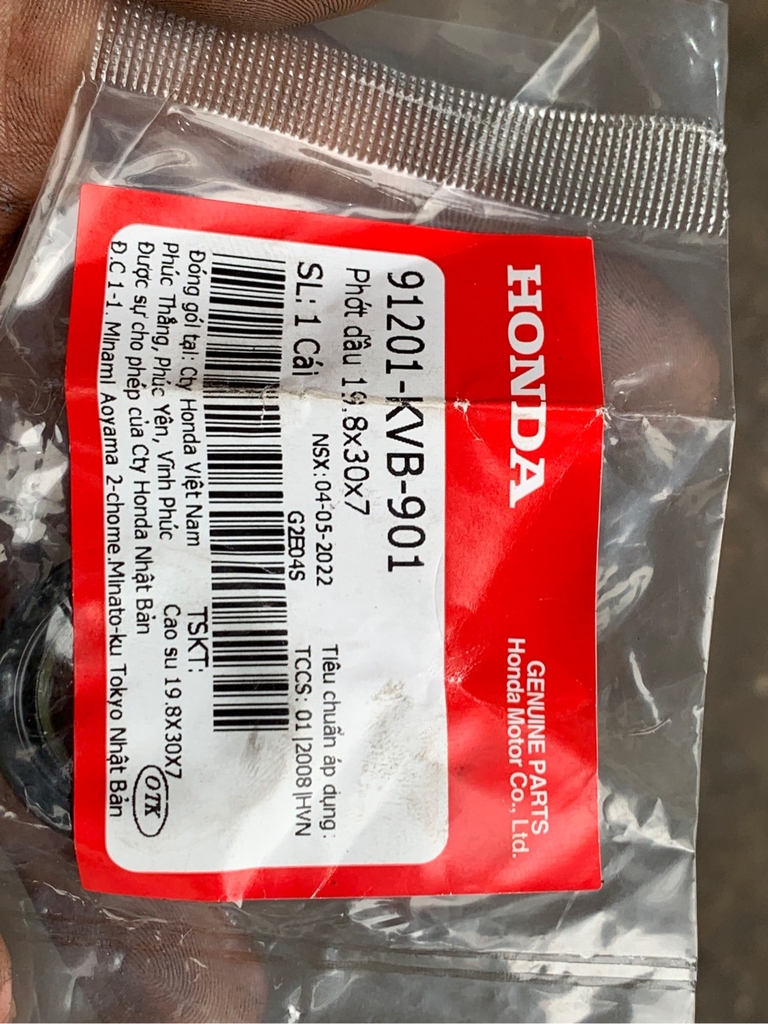 HONDA
GENUINE PARTS
Honda Motor Co., Ltd.
91201-KVB-901
Phớt dầu 19,8x30x7
SL: 1 Cái
NSX: 04-05-2022
G2E04S
Tiêu chuẩn áp dụng:
TCCS: 01|2008|HVN
TSKT:
Cao su 19.8X30X7
Đóng gói tại: Cty Honda Việt Nam
Phúc Thắng, Phúc Yên, Vĩnh Phúc
Được sự cho phép của Cty Honda Nhật Bản
Đ.C 1-1. Minami Aoyama 2-chome.Minato-ku Tokyo Nhật Bản
OTK